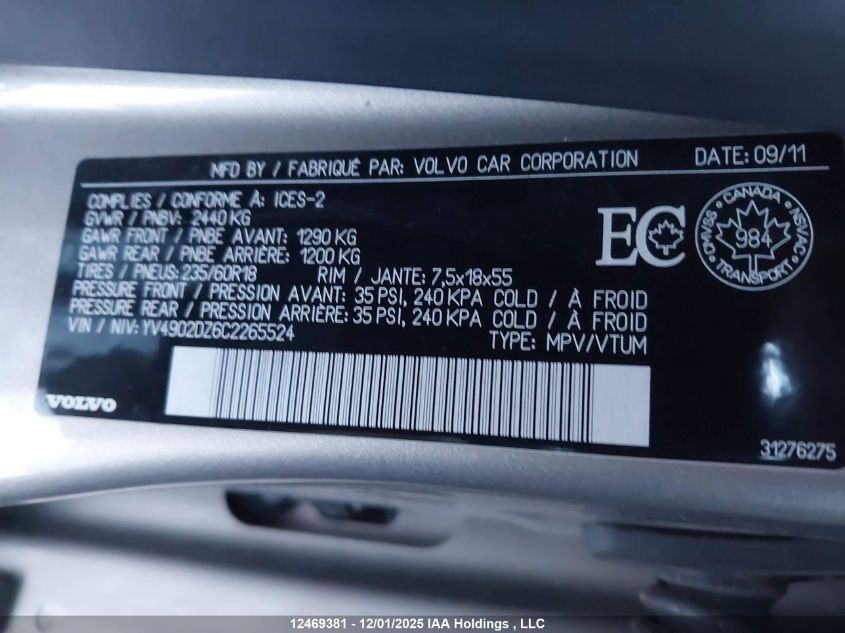 MFD BY / FABRIQUÉ PAR: VOLVO CAR CORPORATION DATE: 09/11
COMPLIES / CONFORME À: ICES-2
GVWR / PNBV: 2440 KG
GAWR FRONT / PNBE AVANT: 1290 KG
GAWR REAR / PNBE ARRIÈRE: 1200 KG
TIRES / PNEUS: 235/60R18 RIM / JANTE: 7,5x18x55
PRESSURE FRONT / PRESSION AVANT: 35 PSI, 240 KPA COLD / À FROID
PRESSURE REAR / PRESSION ARRIÈRE: 35 PSI, 240 KPA COLD / À FROID
VIN / NIV: YV4902DZ6C2265524 TYPE: MPV/VTUM
EC
CANADA
SSVMC
NSVAC
984
TRANSPORT
VOLVO
31276275
12469381 - 12/01/2025 IAA Holdings , LLC